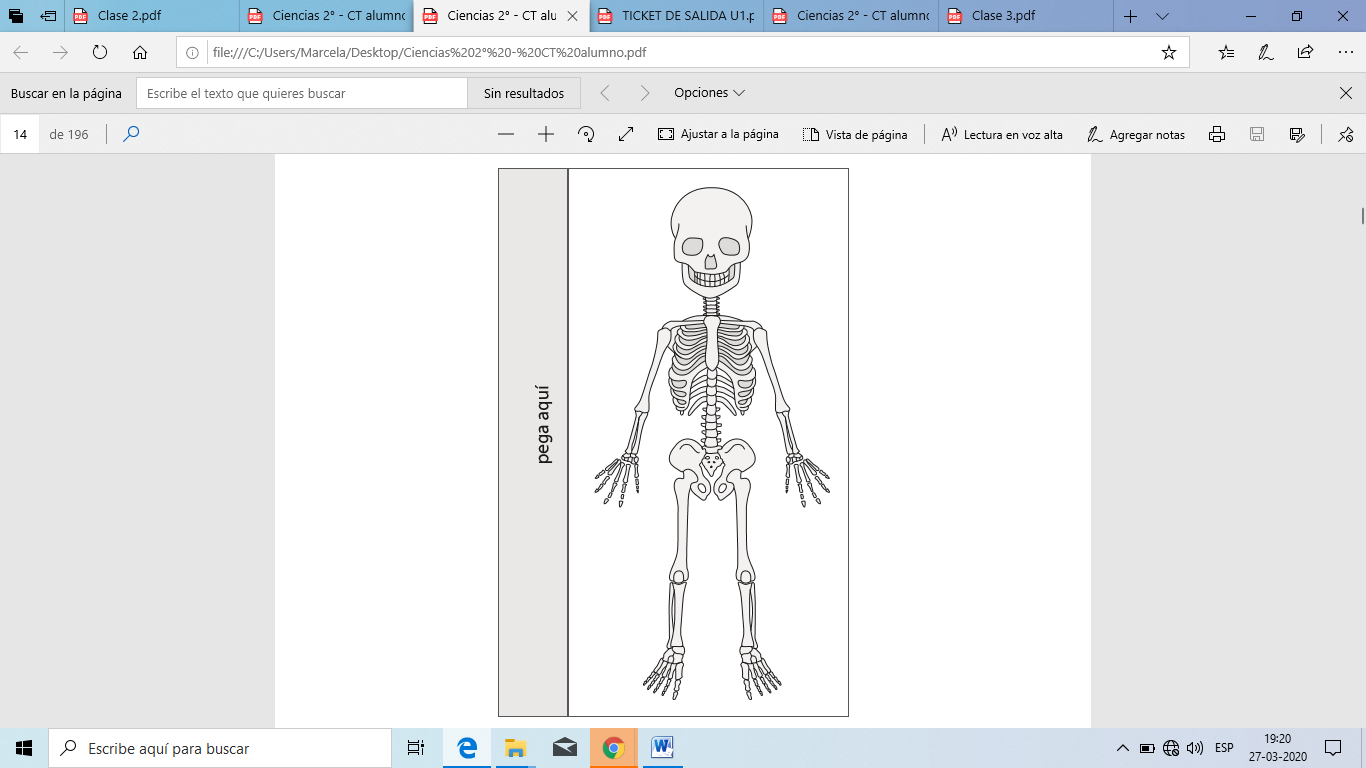 Clase 2.pdf
Ciencias 2° - CT alumno
Ciencias 2° - CT alu
TICKET DE SALIDA U1.p
Ciencias 2° - CT alumno
Clase 3.pdf
file:///C:/Users/Marcela/Desktop/Ciencias%202°%20-%20CT%20alumno.pdf
Buscar en la página
Escribe el texto que quieres buscar
Sin resultados
Opciones
14 de 196
Ajustar a la página
Vista de página
Lectura en voz alta
Agregar notas
pega aquí
Escribe aquí para buscar
ESP
19:20
27-03-2020